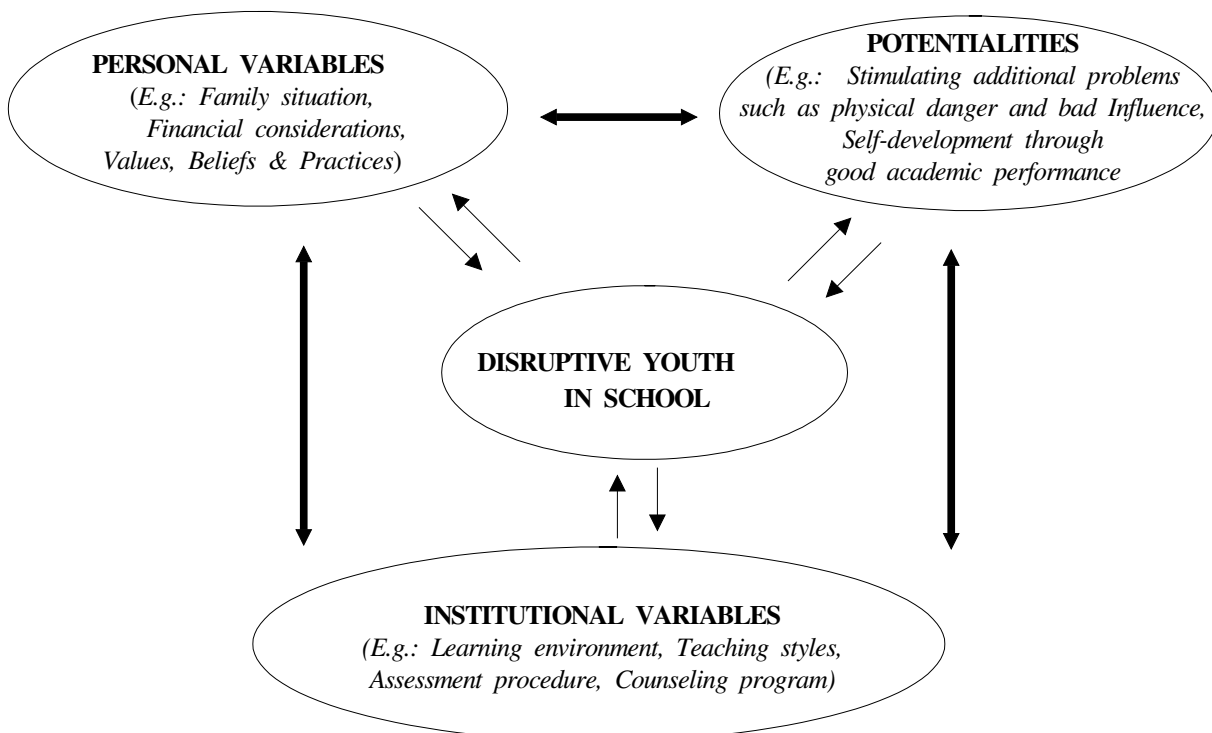 PERSONAL VARIABLES
(E.g.: Family situation,
Financial considerations,
Values, Beliefs & Practices)
POTENTIALITIES
(E.g.: Stimulating additional problems
such as physical danger and bad Influence,
Self-development through
good academic performance
DISRUPTIVE YOUTH
IN SCHOOL
INSTITUTIONAL VARIABLES
(E.g.: Learning environment, Teaching styles,
Assessment procedure, Counseling program)